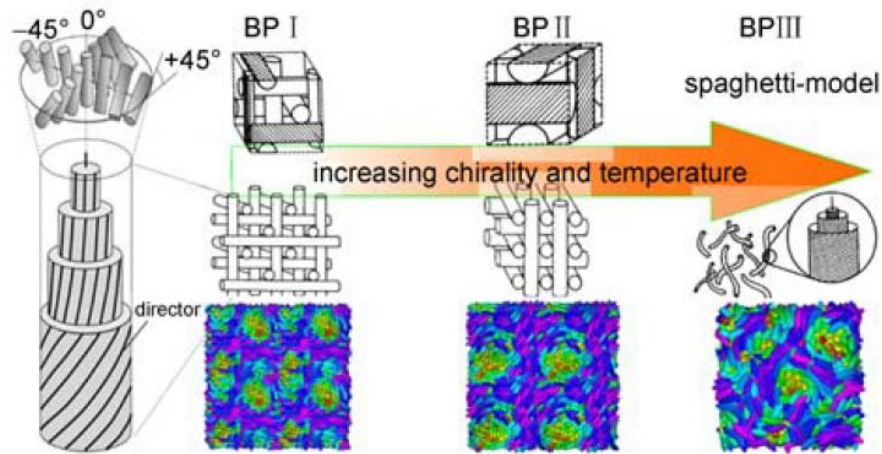 −45° 0° +45°
BP Ⅰ
BP Ⅱ
BPⅢ
spaghetti-model
increasing chirality and temperature
director